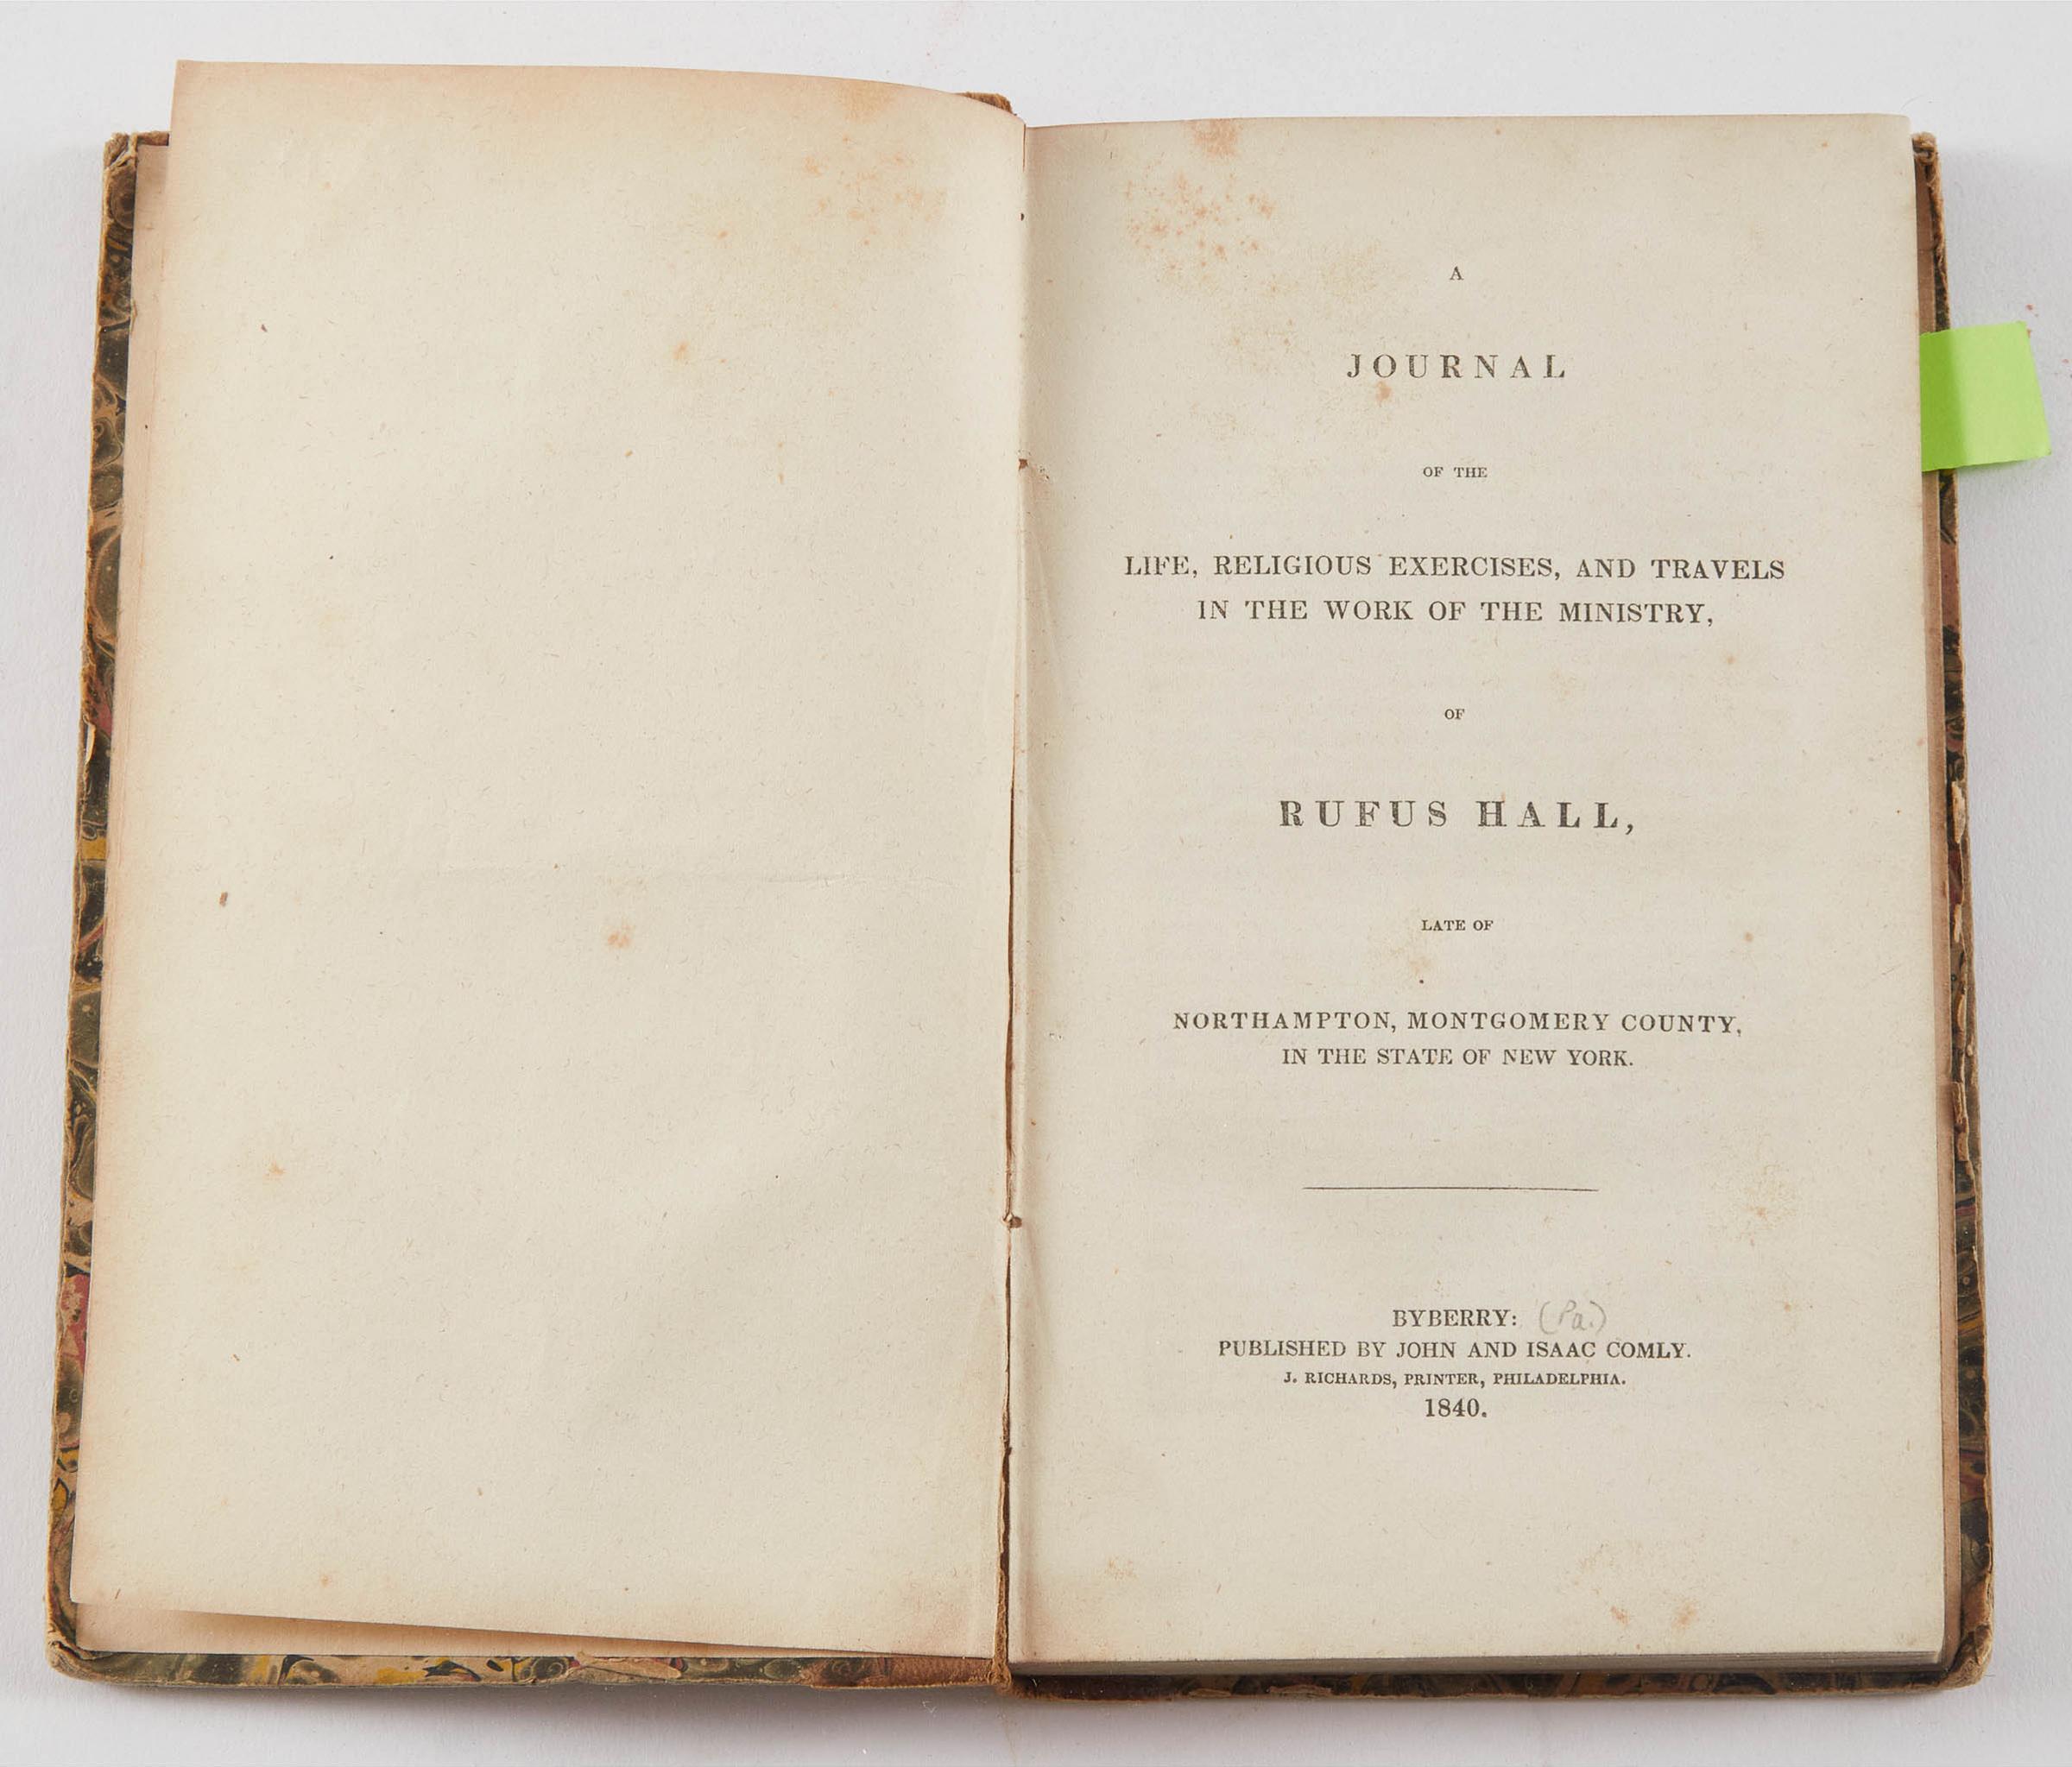 A
JOURNAL
OF THE
LIFE, RELIGIOUS EXERCISES, AND TRAVELS
IN THE WORK OF THE MINISTRY,
OF
RUFUS HALL,
LATE OF
NORTHAMPTON, MONTGOMERY COUNTY,
IN THE STATE OF NEW YORK.
BYBERRY: (Pa.)
PUBLISHED BY JOHN AND ISAAC COMLY.
J. RICHARDS, PRINTER, PHILADELPHIA.
1840.